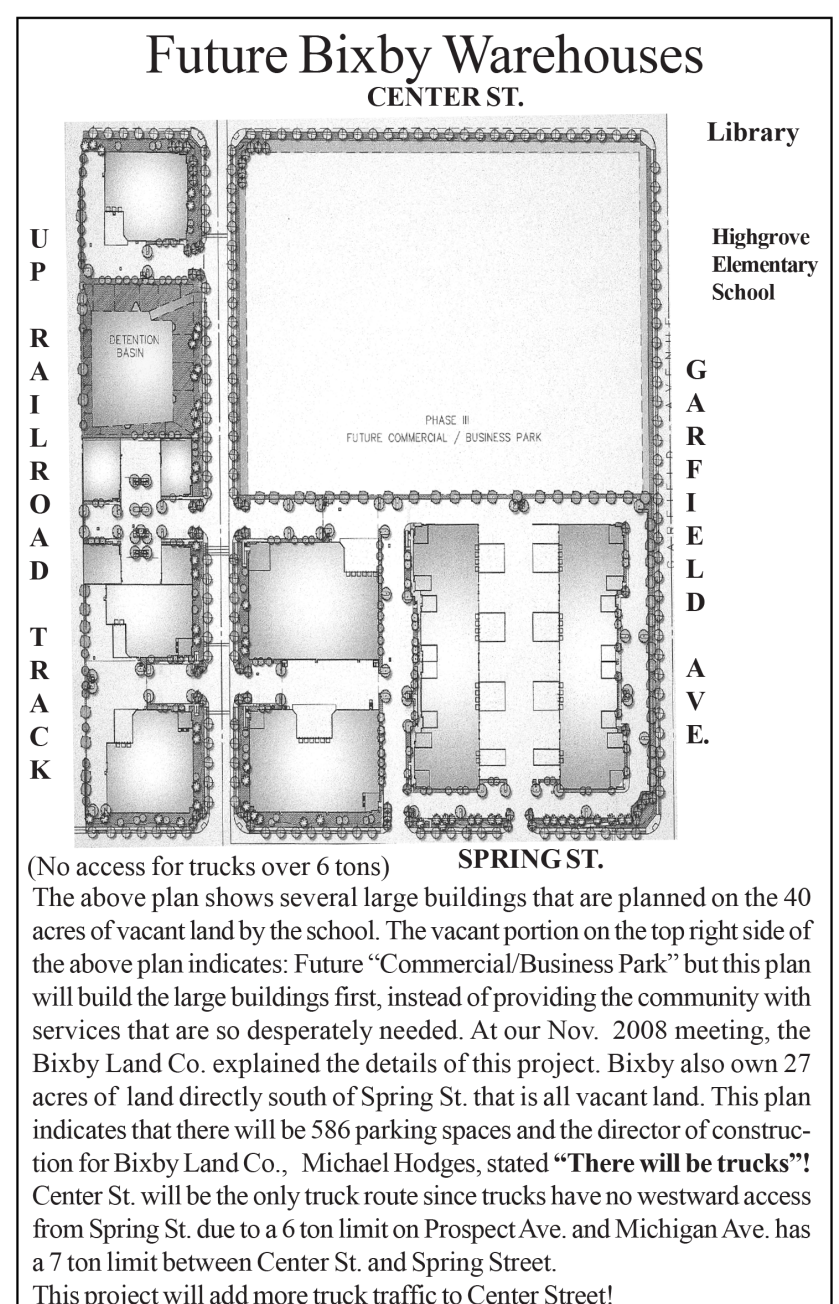 Future Bixby Warehouses
CENTER ST.
Library
Highgrove
Elementary
School
UP RAILROAD TRACK
DETENTION
BASIN
PHASE III
FUTURE COMMERCIAL / BUSINESS PARK
GARFIELD AVENUE
GARFIELD AVE.
(No access for trucks over 6 tons)
SPRING ST.
The above plan shows several large buildings that are planned on the 40
acres of vacant land by the school. The vacant portion on the top right side of
the above plan indicates: Future “Commercial/Business Park” but this plan
will build the large buildings first, instead of providing the community with
services that are so desperately needed. At our Nov. 2008 meeting, the
Bixby Land Co. explained the details of this project. Bixby also own 27
acres of land directly south of Spring St. that is all vacant land. This plan
indicates that there will be 586 parking spaces and the director of construc-
tion for Bixby Land Co., Michael Hodges, stated “There will be trucks”!
Center St. will be the only truck route since trucks have no westward access
from Spring St. due to a 6 ton limit on Prospect Ave. and Michigan Ave. has
a 7 ton limit between Center St. and Spring Street.
This project will add more truck traffic to Center Street!